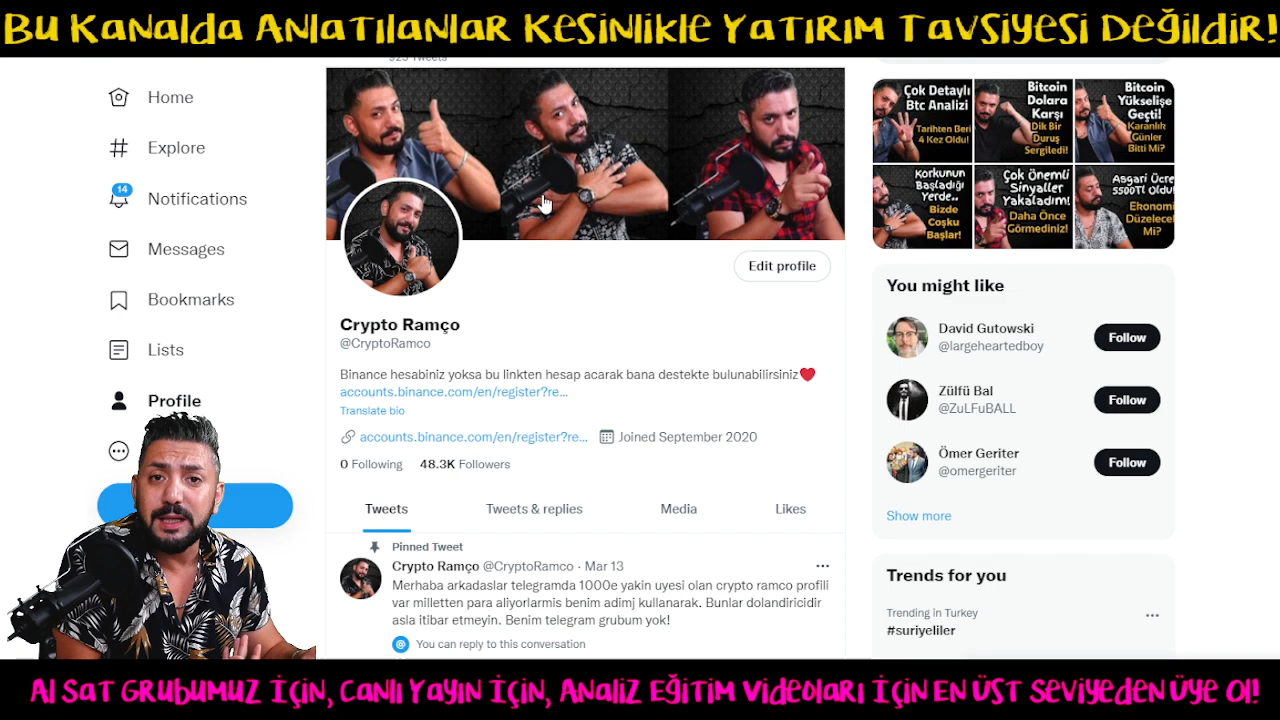 Bu Kanalda Anlatılanlar Kesinlikle Yatırım Tavsiyesi Değildir!
923 Tweets
Home
Explore
14
Notifications
Messages
Bookmarks
Lists
Profile
Edit profile
Crypto Ramço
@CryptoRamco
Binance hesabiniz yoksa bu linkten hesap acarak bana destekte bulunabilirsiniz❤️
accounts.binance.com/en/register?re...
Translate bio
accounts.binance.com/en/register?re...
Joined September 2020
0 Following
48.3K Followers
Tweets
Tweets & replies
Media
Likes
Pinned Tweet
Crypto Ramço @CryptoRamco · Mar 13
Merhaba arkadaslar telegramda 1000e yakin uyesi olan crypto ramco profili
var milletten para aliyorlarmis benim adimj kullanarak. Bunlar dolandiricidir
asla itibar etmeyin. Benim telegram grubum yok!
You can reply to this conversation
Çok Detaylı
Btc Analizi
Tarihten Beri
4 Kez Oldu!
Bitcoin
Dolara
Karşı
Dik Bir
Duruş
Sergiledi!
Bitcoin
Yükselişe
Geçti!
Karanlık
Günler
Bitti Mi?
Korkunun
Başladığı
Yerde..
Bizde
Coşku
Başlar!
Çok Önemli
Sinyaller
Yakaladım!
Daha Önce
Görmediniz!
Asgari Ücre
5500Tl Oldu!
Ekonomi
Düzelecek
Mi?
You might like
David Gutowski
@largeheartedboy
Follow
Zülfü Bal
@ZuLFuBALL
Follow
Ömer Geriter
@omergeriter
Follow
Show more
Trends for you
Trending in Turkey
#suriyeliler
Al Sat Grubumuz İçin, Canlı Yayın İçin, Analiz Eğitim Videoları İçin En Üst Seviyeden Üye Ol!